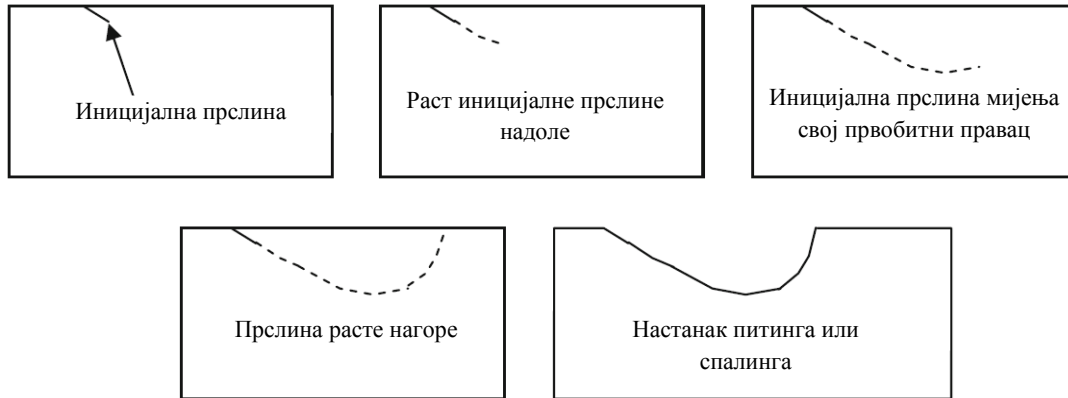 Иницијална прслина
Раст иницијалне прслине
надоле
Иницијална прслина мијења
свој првобитни правац
Прслина расте нагоре
Настанак питинга или
спалинга